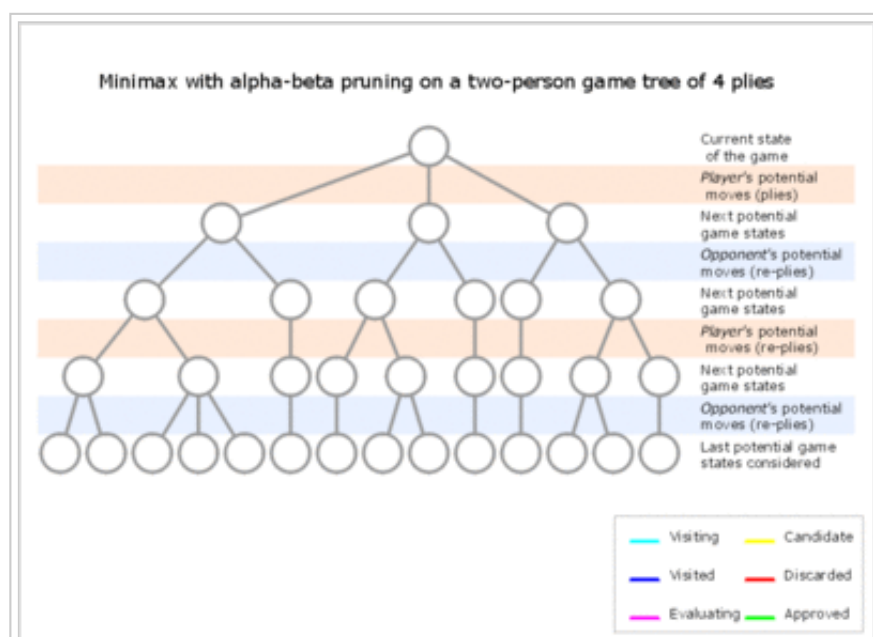 Minimax with alpha-beta pruning on a two-person game tree of 4 plies
Current state
of the game
Player's potential
moves (plies)
Next potential
game states
Opponent's potential
moves (re-plies)
Next potential
game states
Player's potential
moves (re-plies)
Next potential
game states
Opponent's potential
moves (re-plies)
Last potential game
states considered
Visiting Candidate
Visited Discarded
Evaluating Approved